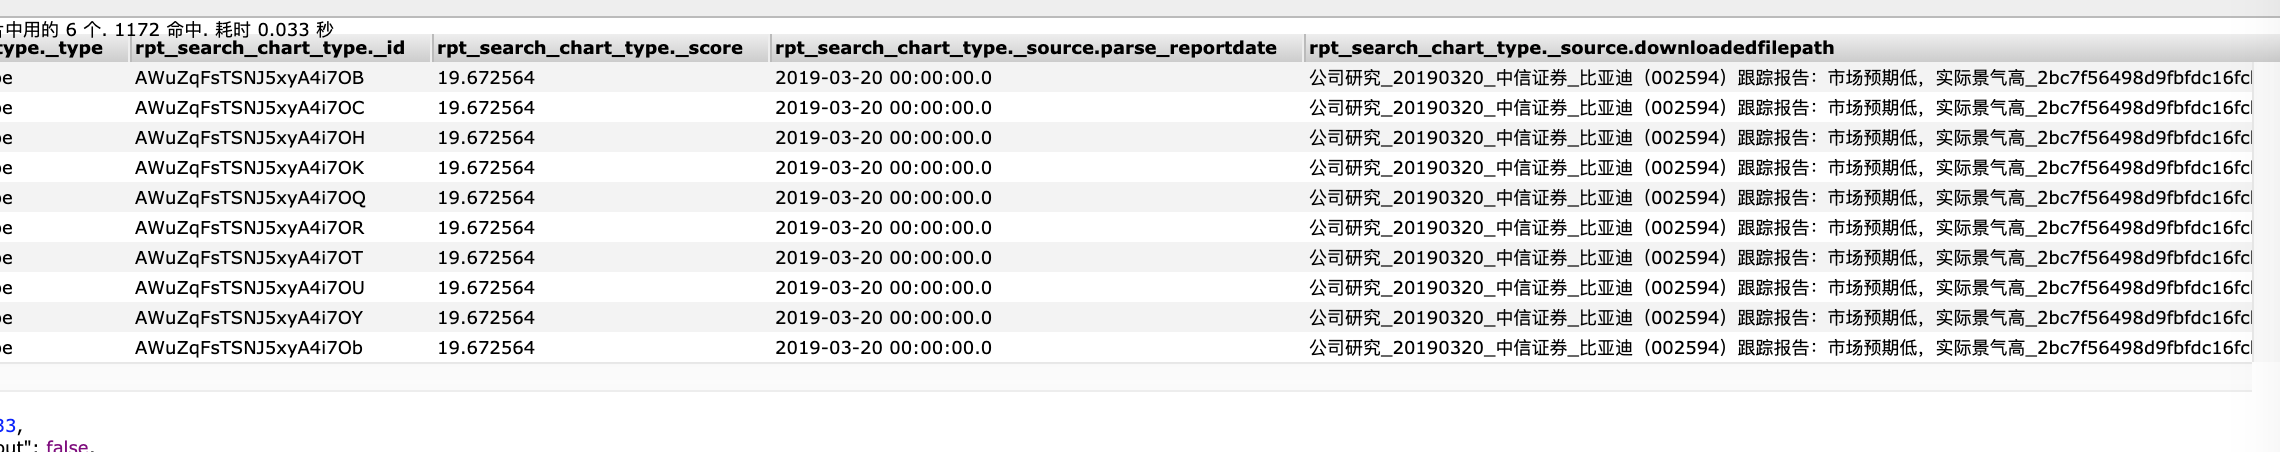 中用的 6 个. 1172 命中. 耗时 0.033 秒
type._type rpt_search_chart_type._id rpt_search_chart_type._score rpt_search_chart_type._source.parse_reportdate rpt_search_chart_type._source.downloadedfilepath
pe AWuZqFsTSNJ5xyA4i7OB 19.672564 2019-03-20 00:00:00.0 公司研究_20190320_中信证券_比亚迪（002594）跟踪报告：市场预期低，实际景气高_2bc7f56498d9fbfdc16fc
pe AWuZqFsTSNJ5xyA4i7OC 19.672564 2019-03-20 00:00:00.0 公司研究_20190320_中信证券_比亚迪（002594）跟踪报告：市场预期低，实际景气高_2bc7f56498d9fbfdc16fc
pe AWuZqFsTSNJ5xyA4i7OH 19.672564 2019-03-20 00:00:00.0 公司研究_20190320_中信证券_比亚迪（002594）跟踪报告：市场预期低，实际景气高_2bc7f56498d9fbfdc16fc
pe AWuZqFsTSNJ5xyA4i7OK 19.672564 2019-03-20 00:00:00.0 公司研究_20190320_中信证券_比亚迪（002594）跟踪报告：市场预期低，实际景气高_2bc7f56498d9fbfdc16fc
pe AWuZqFsTSNJ5xyA4i7OQ 19.672564 2019-03-20 00:00:00.0 公司研究_20190320_中信证券_比亚迪（002594）跟踪报告：市场预期低，实际景气高_2bc7f56498d9fbfdc16fc
pe AWuZqFsTSNJ5xyA4i7OR 19.672564 2019-03-20 00:00:00.0 公司研究_20190320_中信证券_比亚迪（002594）跟踪报告：市场预期低，实际景气高_2bc7f56498d9fbfdc16fc
pe AWuZqFsTSNJ5xyA4i7OT 19.672564 2019-03-20 00:00:00.0 公司研究_20190320_中信证券_比亚迪（002594）跟踪报告：市场预期低，实际景气高_2bc7f56498d9fbfdc16fc
pe AWuZqFsTSNJ5xyA4i7OU 19.672564 2019-03-20 00:00:00.0 公司研究_20190320_中信证券_比亚迪（002594）跟踪报告：市场预期低，实际景气高_2bc7f56498d9fbfdc16fc
pe AWuZqFsTSNJ5xyA4i7OY 19.672564 2019-03-20 00:00:00.0 公司研究_20190320_中信证券_比亚迪（002594）跟踪报告：市场预期低，实际景气高_2bc7f56498d9fbfdc16fc
pe AWuZqFsTSNJ5xyA4i7Ob 19.672564 2019-03-20 00:00:00.0 公司研究_20190320_中信证券_比亚迪（002594）跟踪报告：市场预期低，实际景气高_2bc7f56498d9fbfdc16fc
33,
out": false,